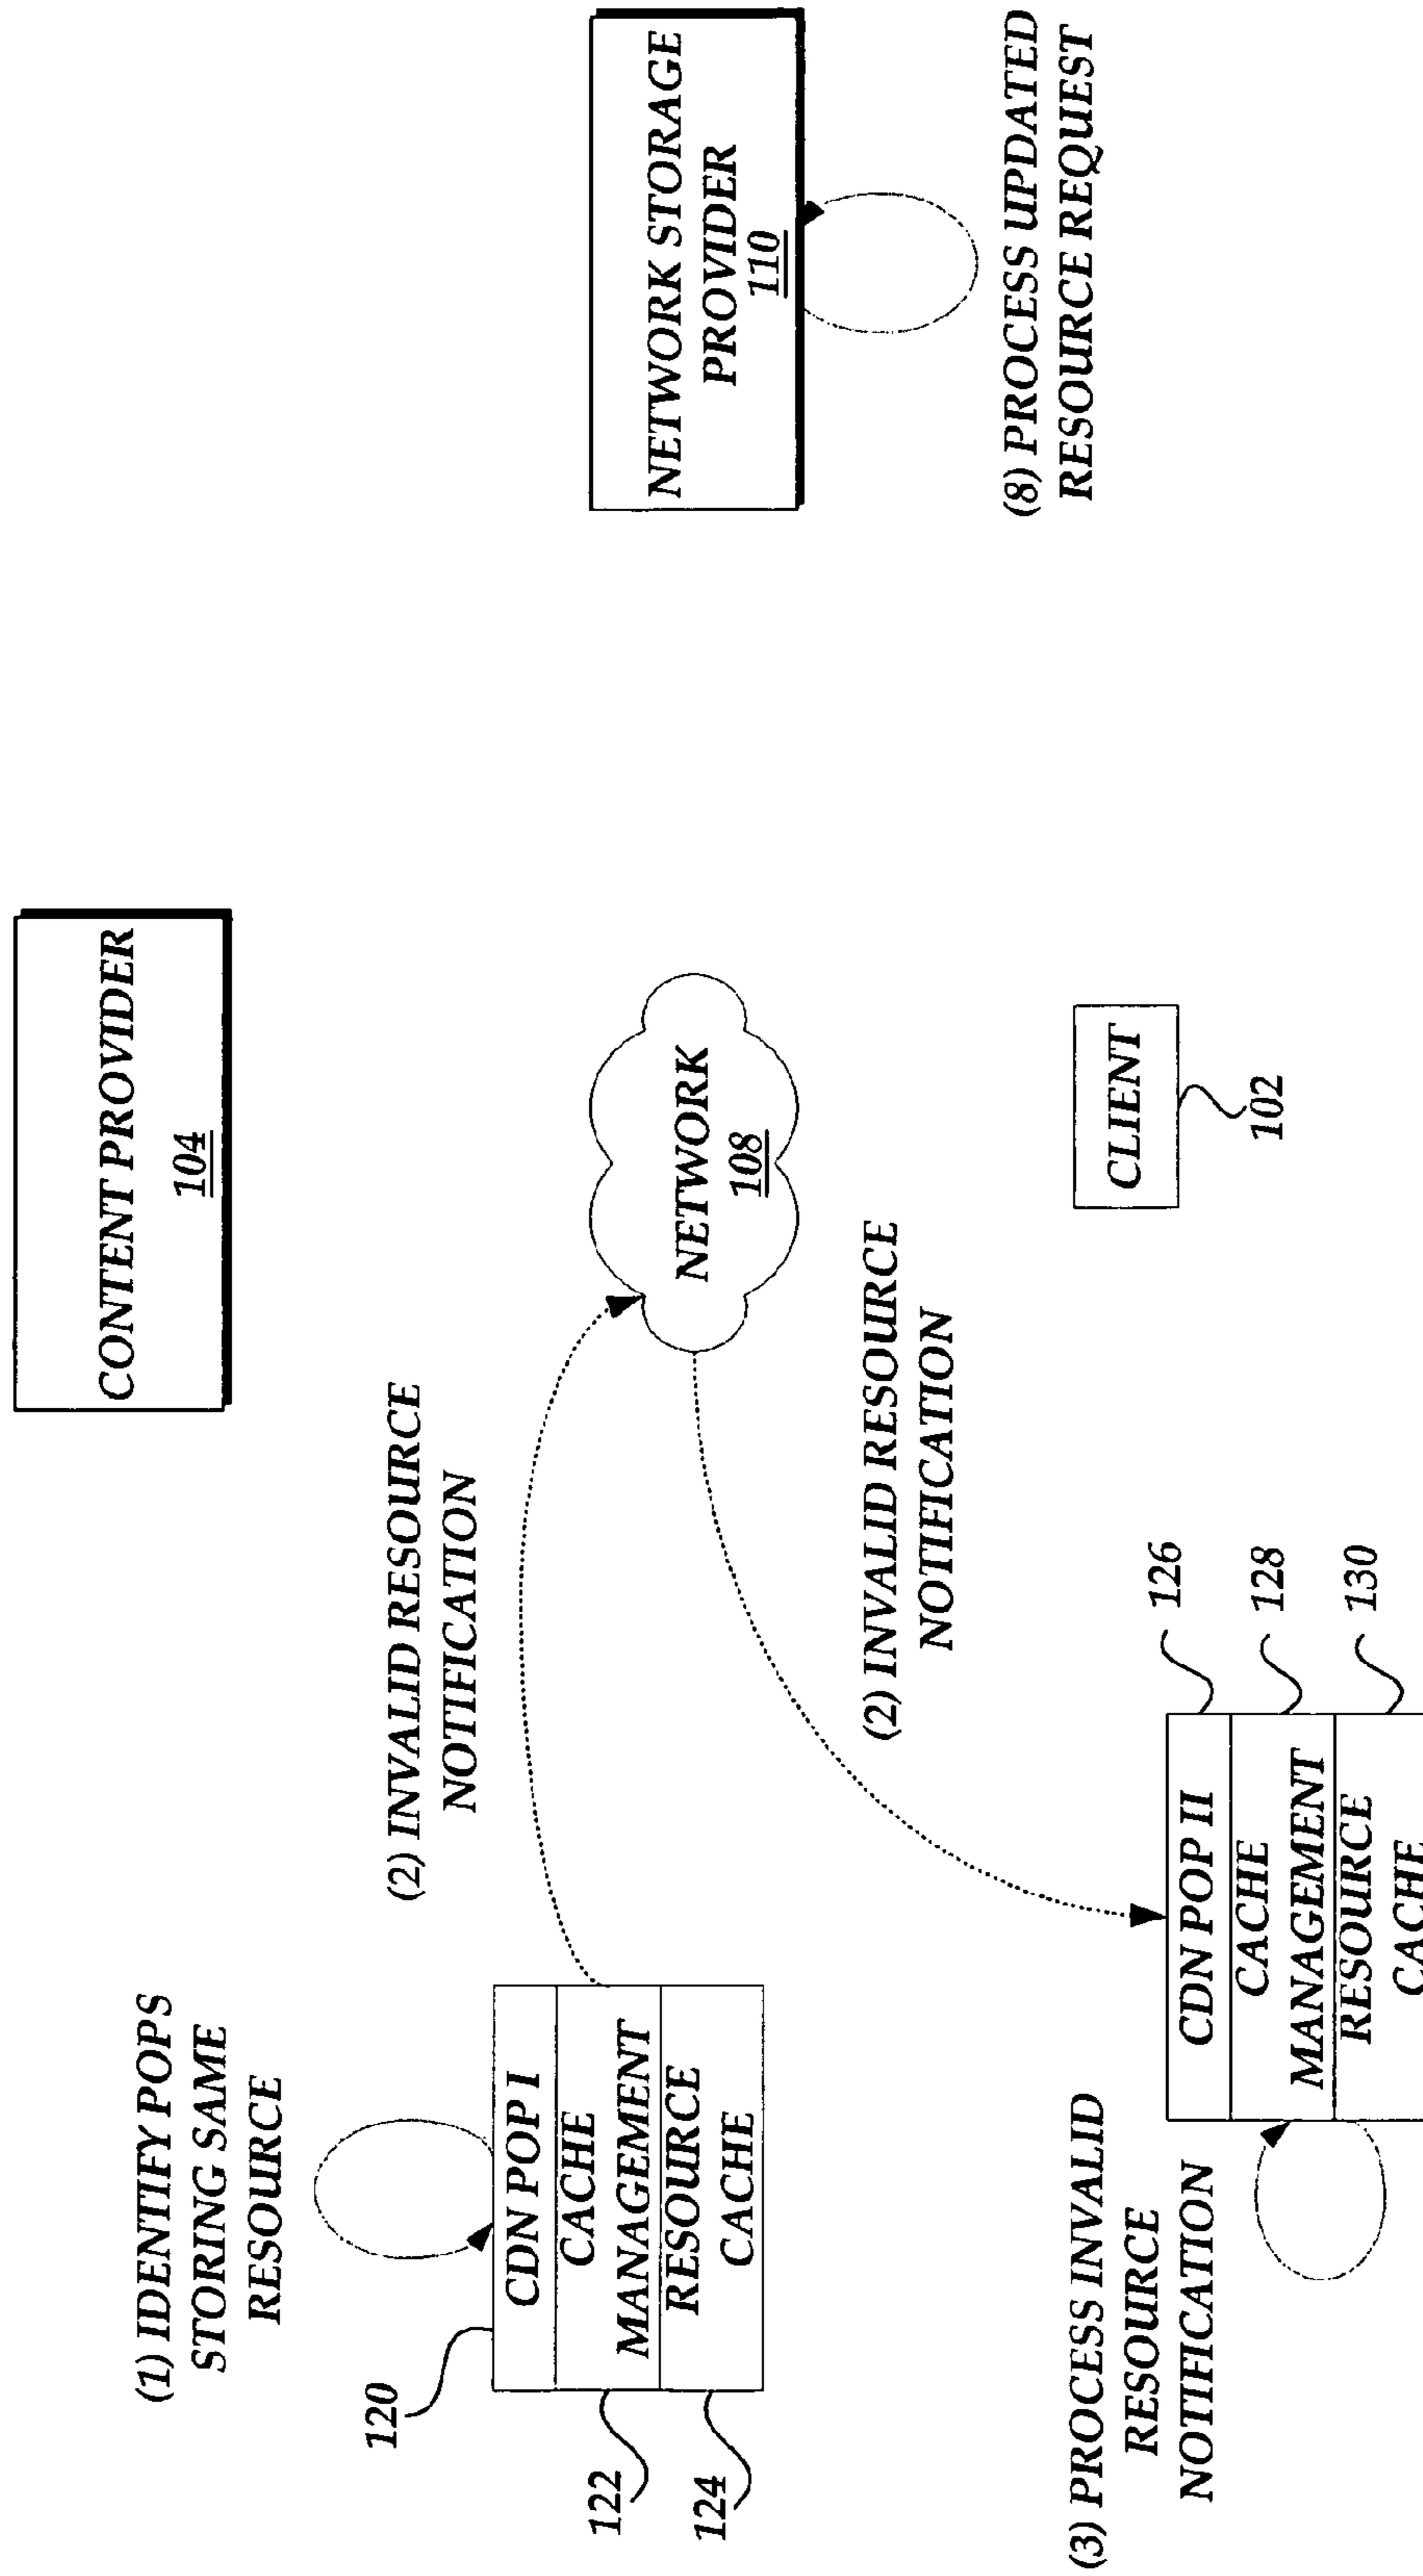 CONTENT PROVIDER
104
(1) IDENTIFY POPS
STORING SAME
RESOURCE
(2) INVALID RESOURCE
NOTIFICATION
120
CDN POP I
CACHE
MANAGEMENT
RESOURCE
CACHE
122
124
NETWORK
108
NETWORK STORAGE
PROVIDER
110
(2) INVALID RESOURCE
NOTIFICATION
(8) PROCESS UPDATED
RESOURCE REQUEST
CLIENT
102
(3) PROCESS INVALID
RESOURCE
NOTIFICATION
CDN POP II
CACHE
MANAGEMENT
RESOURCE
CACHE
126
128
130